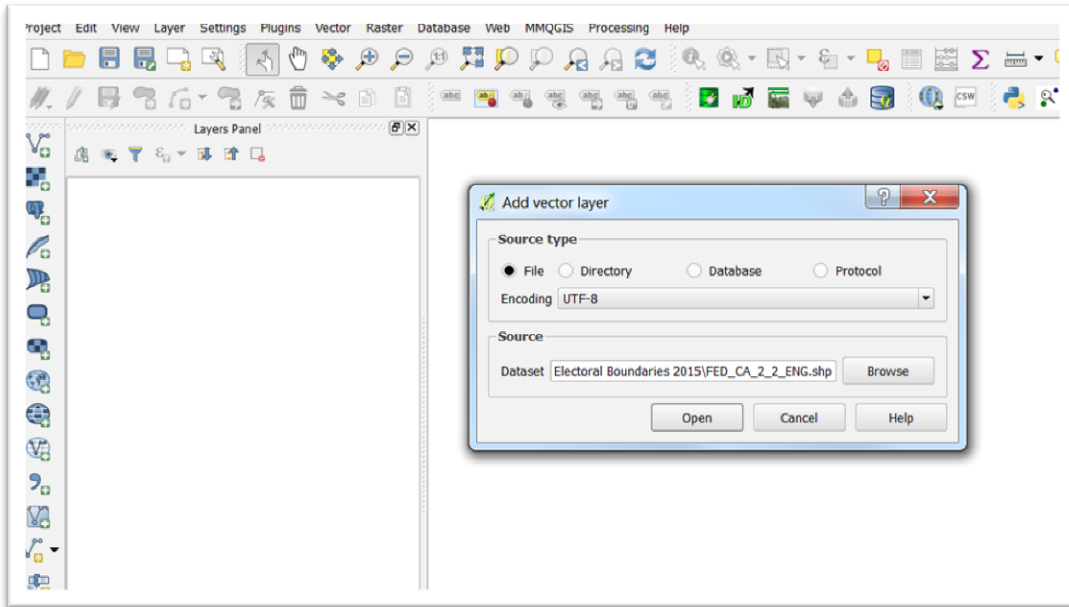 Project Edit View Layer Settings Plugins Vector Raster Database Web MMQGIS Processing Help
abc
CSW
Layers Panel
Add vector layer
Source type
File Directory Database Protocol
Encoding UTF-8
Source
Dataset Electoral Boundaries 2015\FED_CA_2_2_ENG.shp Browse
Open Cancel Help